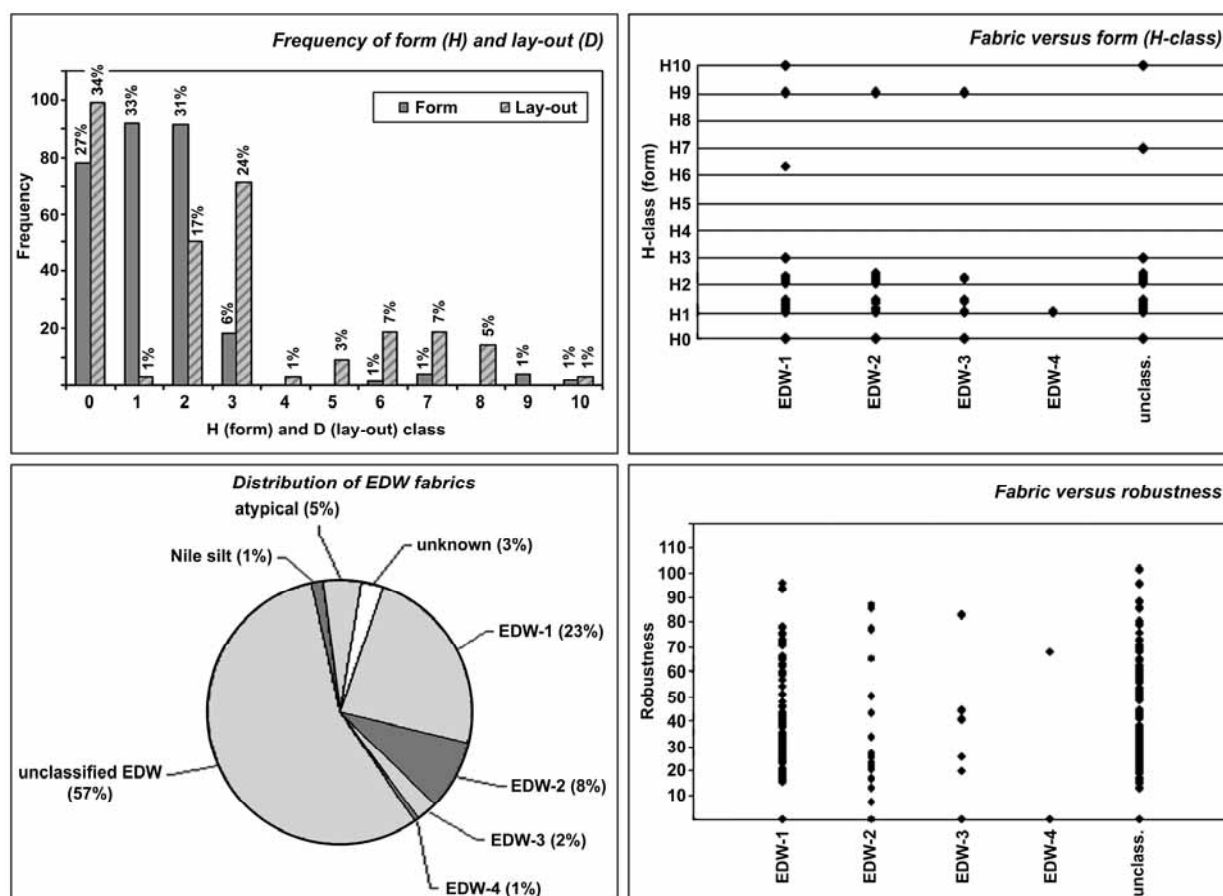 Frequency of form (H) and lay-out (D)
Form Lay-out
Frequency
100
80
60
40
20
27% 34% 33% 1% 31% 17% 6% 24% 1% 3% 1% 7% 1% 7% 5% 1% 1% 1%
0 1 2 3 4 5 6 7 8 9 10
H (form) and D (lay-out) class
Fabric versus form (H-class)
H-class (form)
H10
H9
H8
H7
H6
H5
H4
H3
H2
H1
H0
EDW-1 EDW-2 EDW-3 EDW-4 unclass.
Distribution of EDW fabrics
atypical (5%)
unknown (3%)
Nile silt (1%)
EDW-1 (23%)
unclassified EDW
(57%)
EDW-2 (8%)
EDW-3 (2%)
EDW-4 (1%)
Fabric versus robustness
Robustness
110
100
90
80
70
60
50
40
30
20
10
EDW-1 EDW-2 EDW-3 EDW-4 unclass.